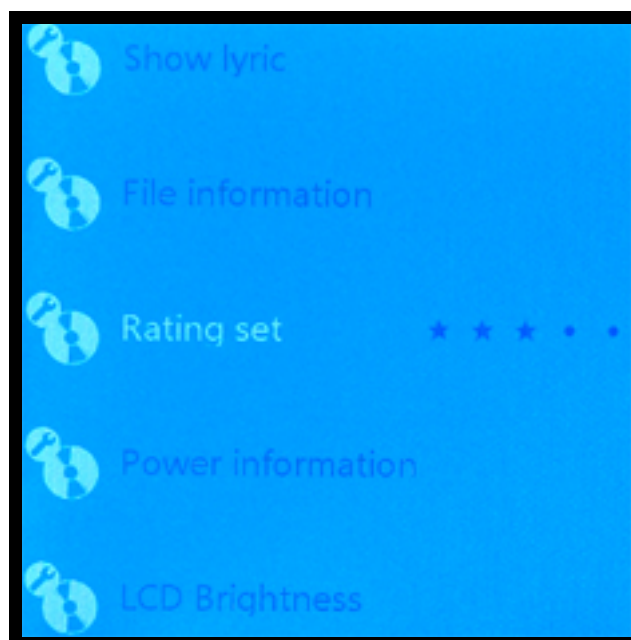 Show lyric
File information
Rating set ★ ★ ★ • •
Power information
LCD Brightness